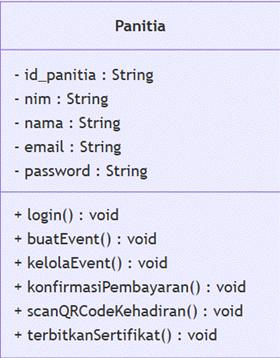 Panitia
- id_panitia : String
- nim : String
- nama : String
- email : String
- password : String
+ login() : void
+ buatEvent() : void
+ kelolaEvent() : void
+ konfirmasiPembayaran() : void
+ scanQRCodeKehadiran() : void
+ terbitkanSertifikat() : void